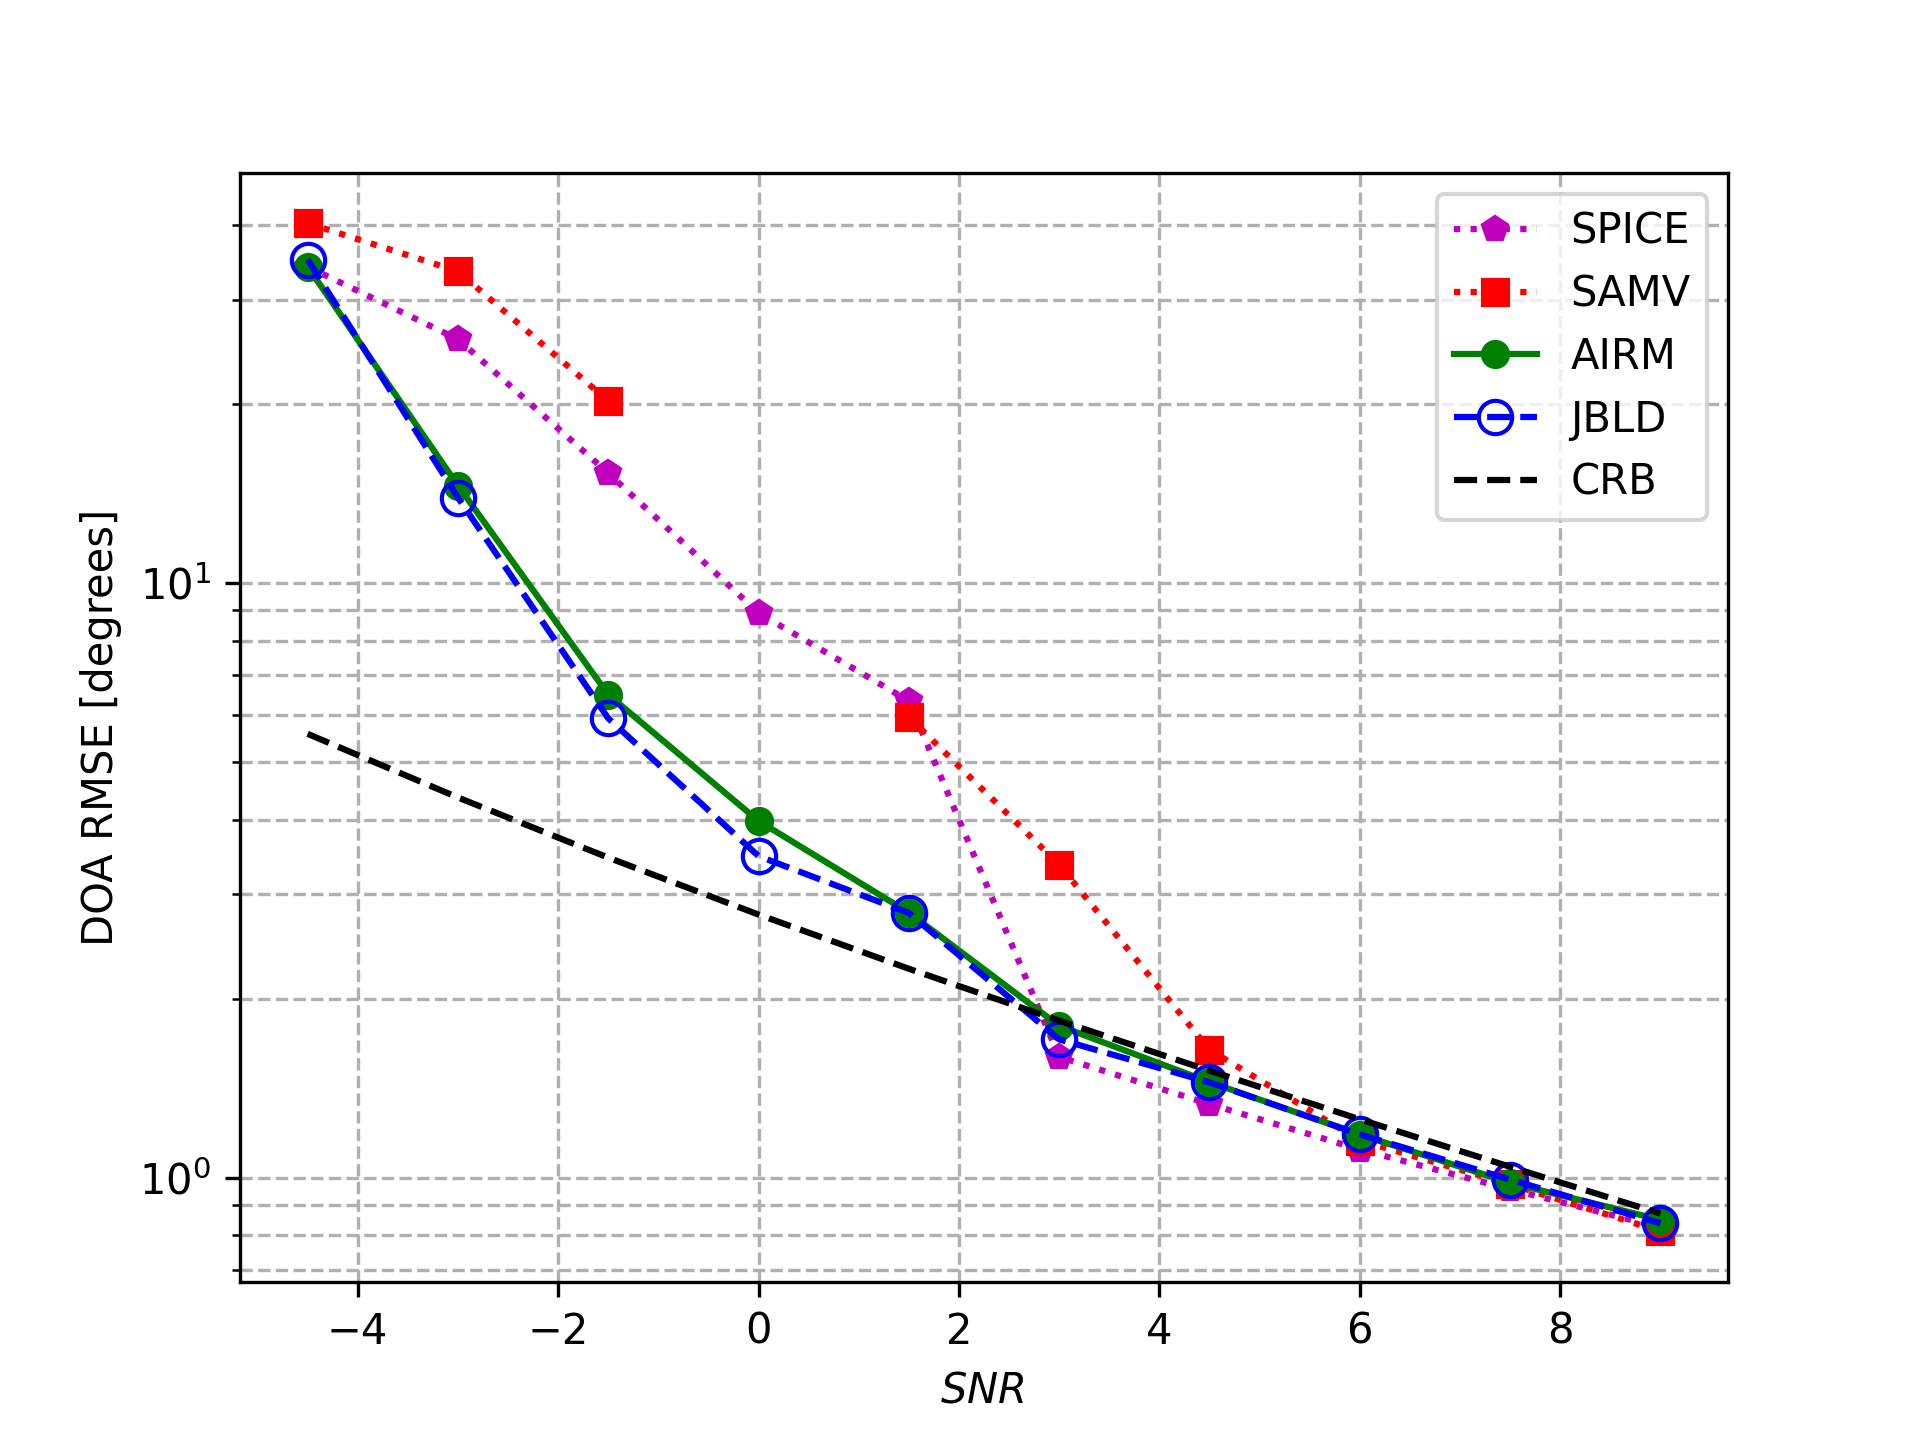 SPICE
SAMV
AIRM
JBLD
CRB
DOA RMSE [degrees]
10¹
10⁰
−4 −2 0 2 4 6 8
SNR